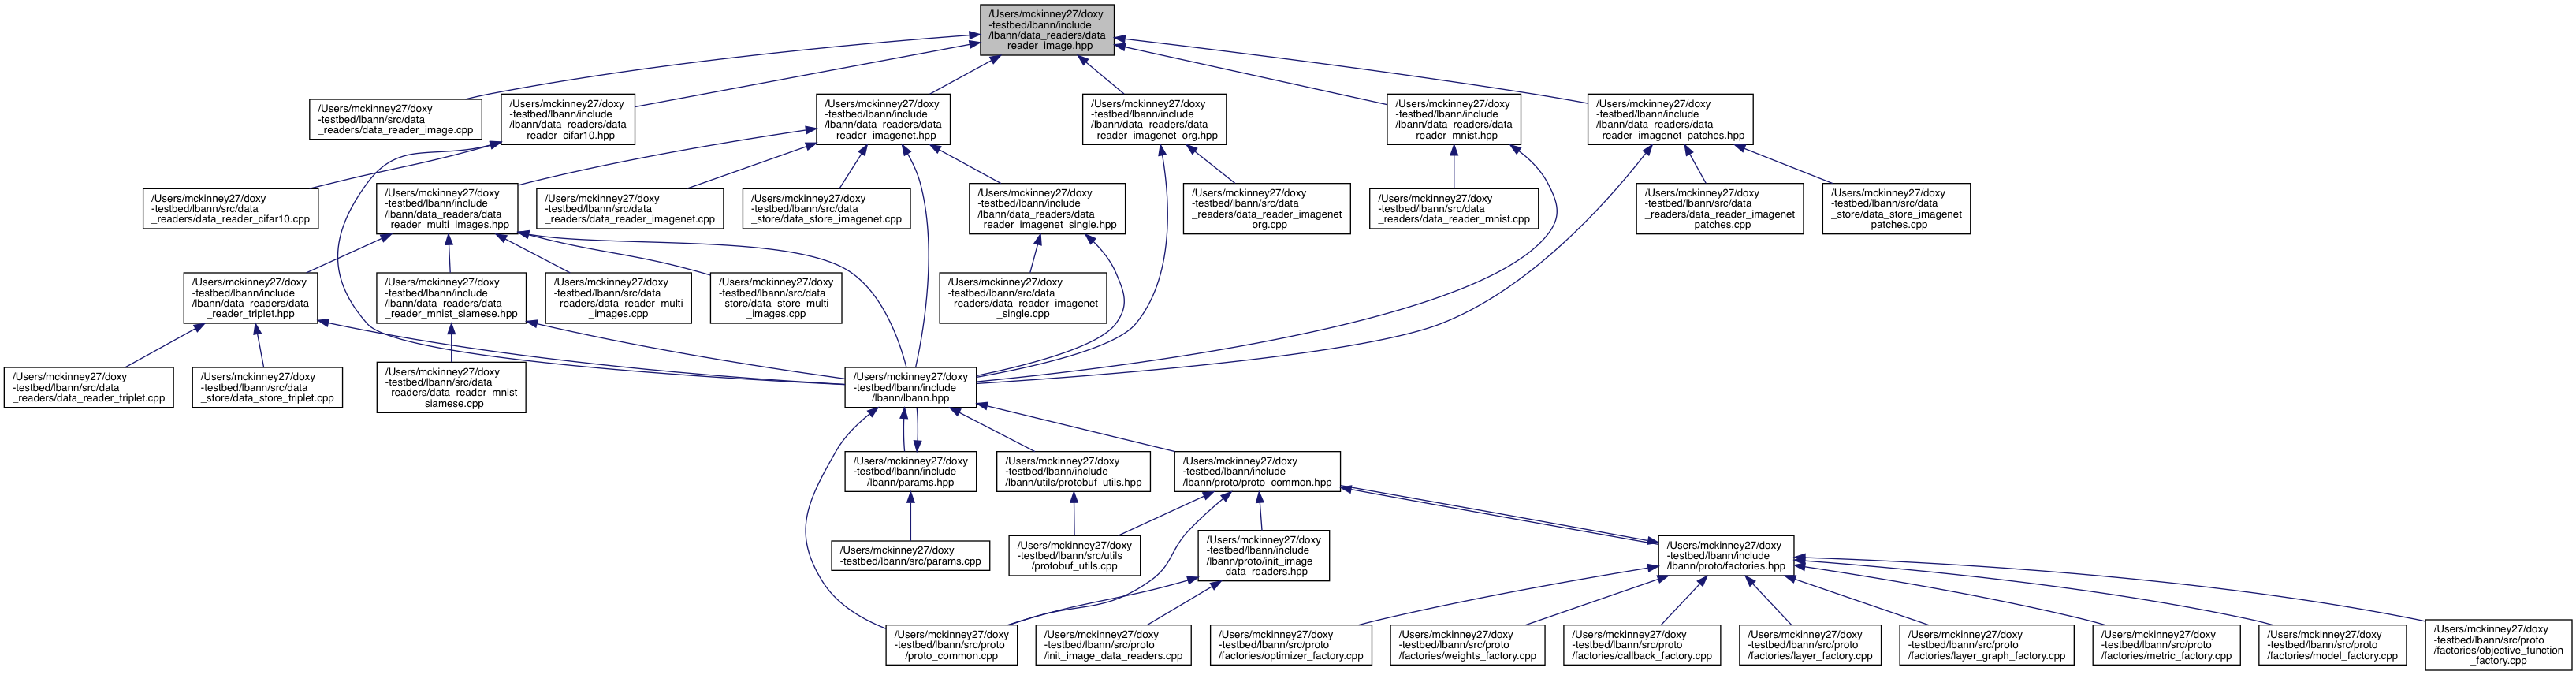 /Users/mckinney27/doxy
-testbed/lbann/include
/lbann/data_readers/data
_reader_image.hpp
/Users/mckinney27/doxy
-testbed/lbann/src/data
_readers/data_reader_image.cpp
/Users/mckinney27/doxy
-testbed/lbann/include
/lbann/data_readers/data
_reader_cifar10.hpp
/Users/mckinney27/doxy
-testbed/lbann/include
/lbann/data_readers/data
_reader_imagenet.hpp
/Users/mckinney27/doxy
-testbed/lbann/include
/lbann/data_readers/data
_reader_imagenet_org.hpp
/Users/mckinney27/doxy
-testbed/lbann/include
/lbann/data_readers/data
_reader_mnist.hpp
/Users/mckinney27/doxy
-testbed/lbann/include
/lbann/data_readers/data
_reader_imagenet_patches.hpp
/Users/mckinney27/doxy
-testbed/lbann/src/data
_readers/data_reader_cifar10.cpp
/Users/mckinney27/doxy
-testbed/lbann/include
/lbann/data_readers/data
_reader_multi_images.hpp
/Users/mckinney27/doxy
-testbed/lbann/src/data
_readers/data_reader_imagenet.cpp
/Users/mckinney27/doxy
-testbed/lbann/src/data
_store/data_store_imagenet.cpp
/Users/mckinney27/doxy
-testbed/lbann/include
/lbann/data_readers/data
_reader_imagenet_single.hpp
/Users/mckinney27/doxy
-testbed/lbann/src/data
_readers/data_reader_imagenet
_org.cpp
/Users/mckinney27/doxy
-testbed/lbann/src/data
_readers/data_reader_mnist.cpp
/Users/mckinney27/doxy
-testbed/lbann/src/data
_readers/data_reader_imagenet
_patches.cpp
/Users/mckinney27/doxy
-testbed/lbann/src/data
_store/data_store_imagenet
_patches.cpp
/Users/mckinney27/doxy
-testbed/lbann/include
/lbann/data_readers/data
_reader_triplet.hpp
/Users/mckinney27/doxy
-testbed/lbann/include
/lbann/data_readers/data
_reader_mnist_siamese.hpp
/Users/mckinney27/doxy
-testbed/lbann/src/data
_readers/data_reader_multi
_images.cpp
/Users/mckinney27/doxy
-testbed/lbann/src/data
_store/data_store_multi
_images.cpp
/Users/mckinney27/doxy
-testbed/lbann/src/data
_readers/data_reader_imagenet
_single.cpp
/Users/mckinney27/doxy
-testbed/lbann/src/data
_readers/data_reader_triplet.cpp
/Users/mckinney27/doxy
-testbed/lbann/src/data
_store/data_store_triplet.cpp
/Users/mckinney27/doxy
-testbed/lbann/src/data
_readers/data_reader_mnist
_siamese.cpp
/Users/mckinney27/doxy
-testbed/lbann/include
/lbann/lbann.hpp
/Users/mckinney27/doxy
-testbed/lbann/include
/lbann/params.hpp
/Users/mckinney27/doxy
-testbed/lbann/include
/lbann/utils/protobuf_utils.hpp
/Users/mckinney27/doxy
-testbed/lbann/include
/lbann/proto/proto_common.hpp
/Users/mckinney27/doxy
-testbed/lbann/src/params.cpp
/Users/mckinney27/doxy
-testbed/lbann/src/utils
/protobuf_utils.cpp
/Users/mckinney27/doxy
-testbed/lbann/include
/lbann/proto/init_image
_data_readers.hpp
/Users/mckinney27/doxy
-testbed/lbann/include
/lbann/proto/factories.hpp
/Users/mckinney27/doxy
-testbed/lbann/src/proto
/proto_common.cpp
/Users/mckinney27/doxy
-testbed/lbann/src/proto
/init_image_data_readers.cpp
/Users/mckinney27/doxy
-testbed/lbann/src/proto
/factories/optimizer_factory.cpp
/Users/mckinney27/doxy
-testbed/lbann/src/proto
/factories/weights_factory.cpp
/Users/mckinney27/doxy
-testbed/lbann/src/proto
/factories/callback_factory.cpp
/Users/mckinney27/doxy
-testbed/lbann/src/proto
/factories/layer_factory.cpp
/Users/mckinney27/doxy
-testbed/lbann/src/proto
/factories/layer_graph_factory.cpp
/Users/mckinney27/doxy
-testbed/lbann/src/proto
/factories/metric_factory.cpp
/Users/mckinney27/doxy
-testbed/lbann/src/proto
/factories/model_factory.cpp
/Users/mckinney27/doxy
-testbed/lbann/src/proto
/factories/objective_function
_factory.cpp